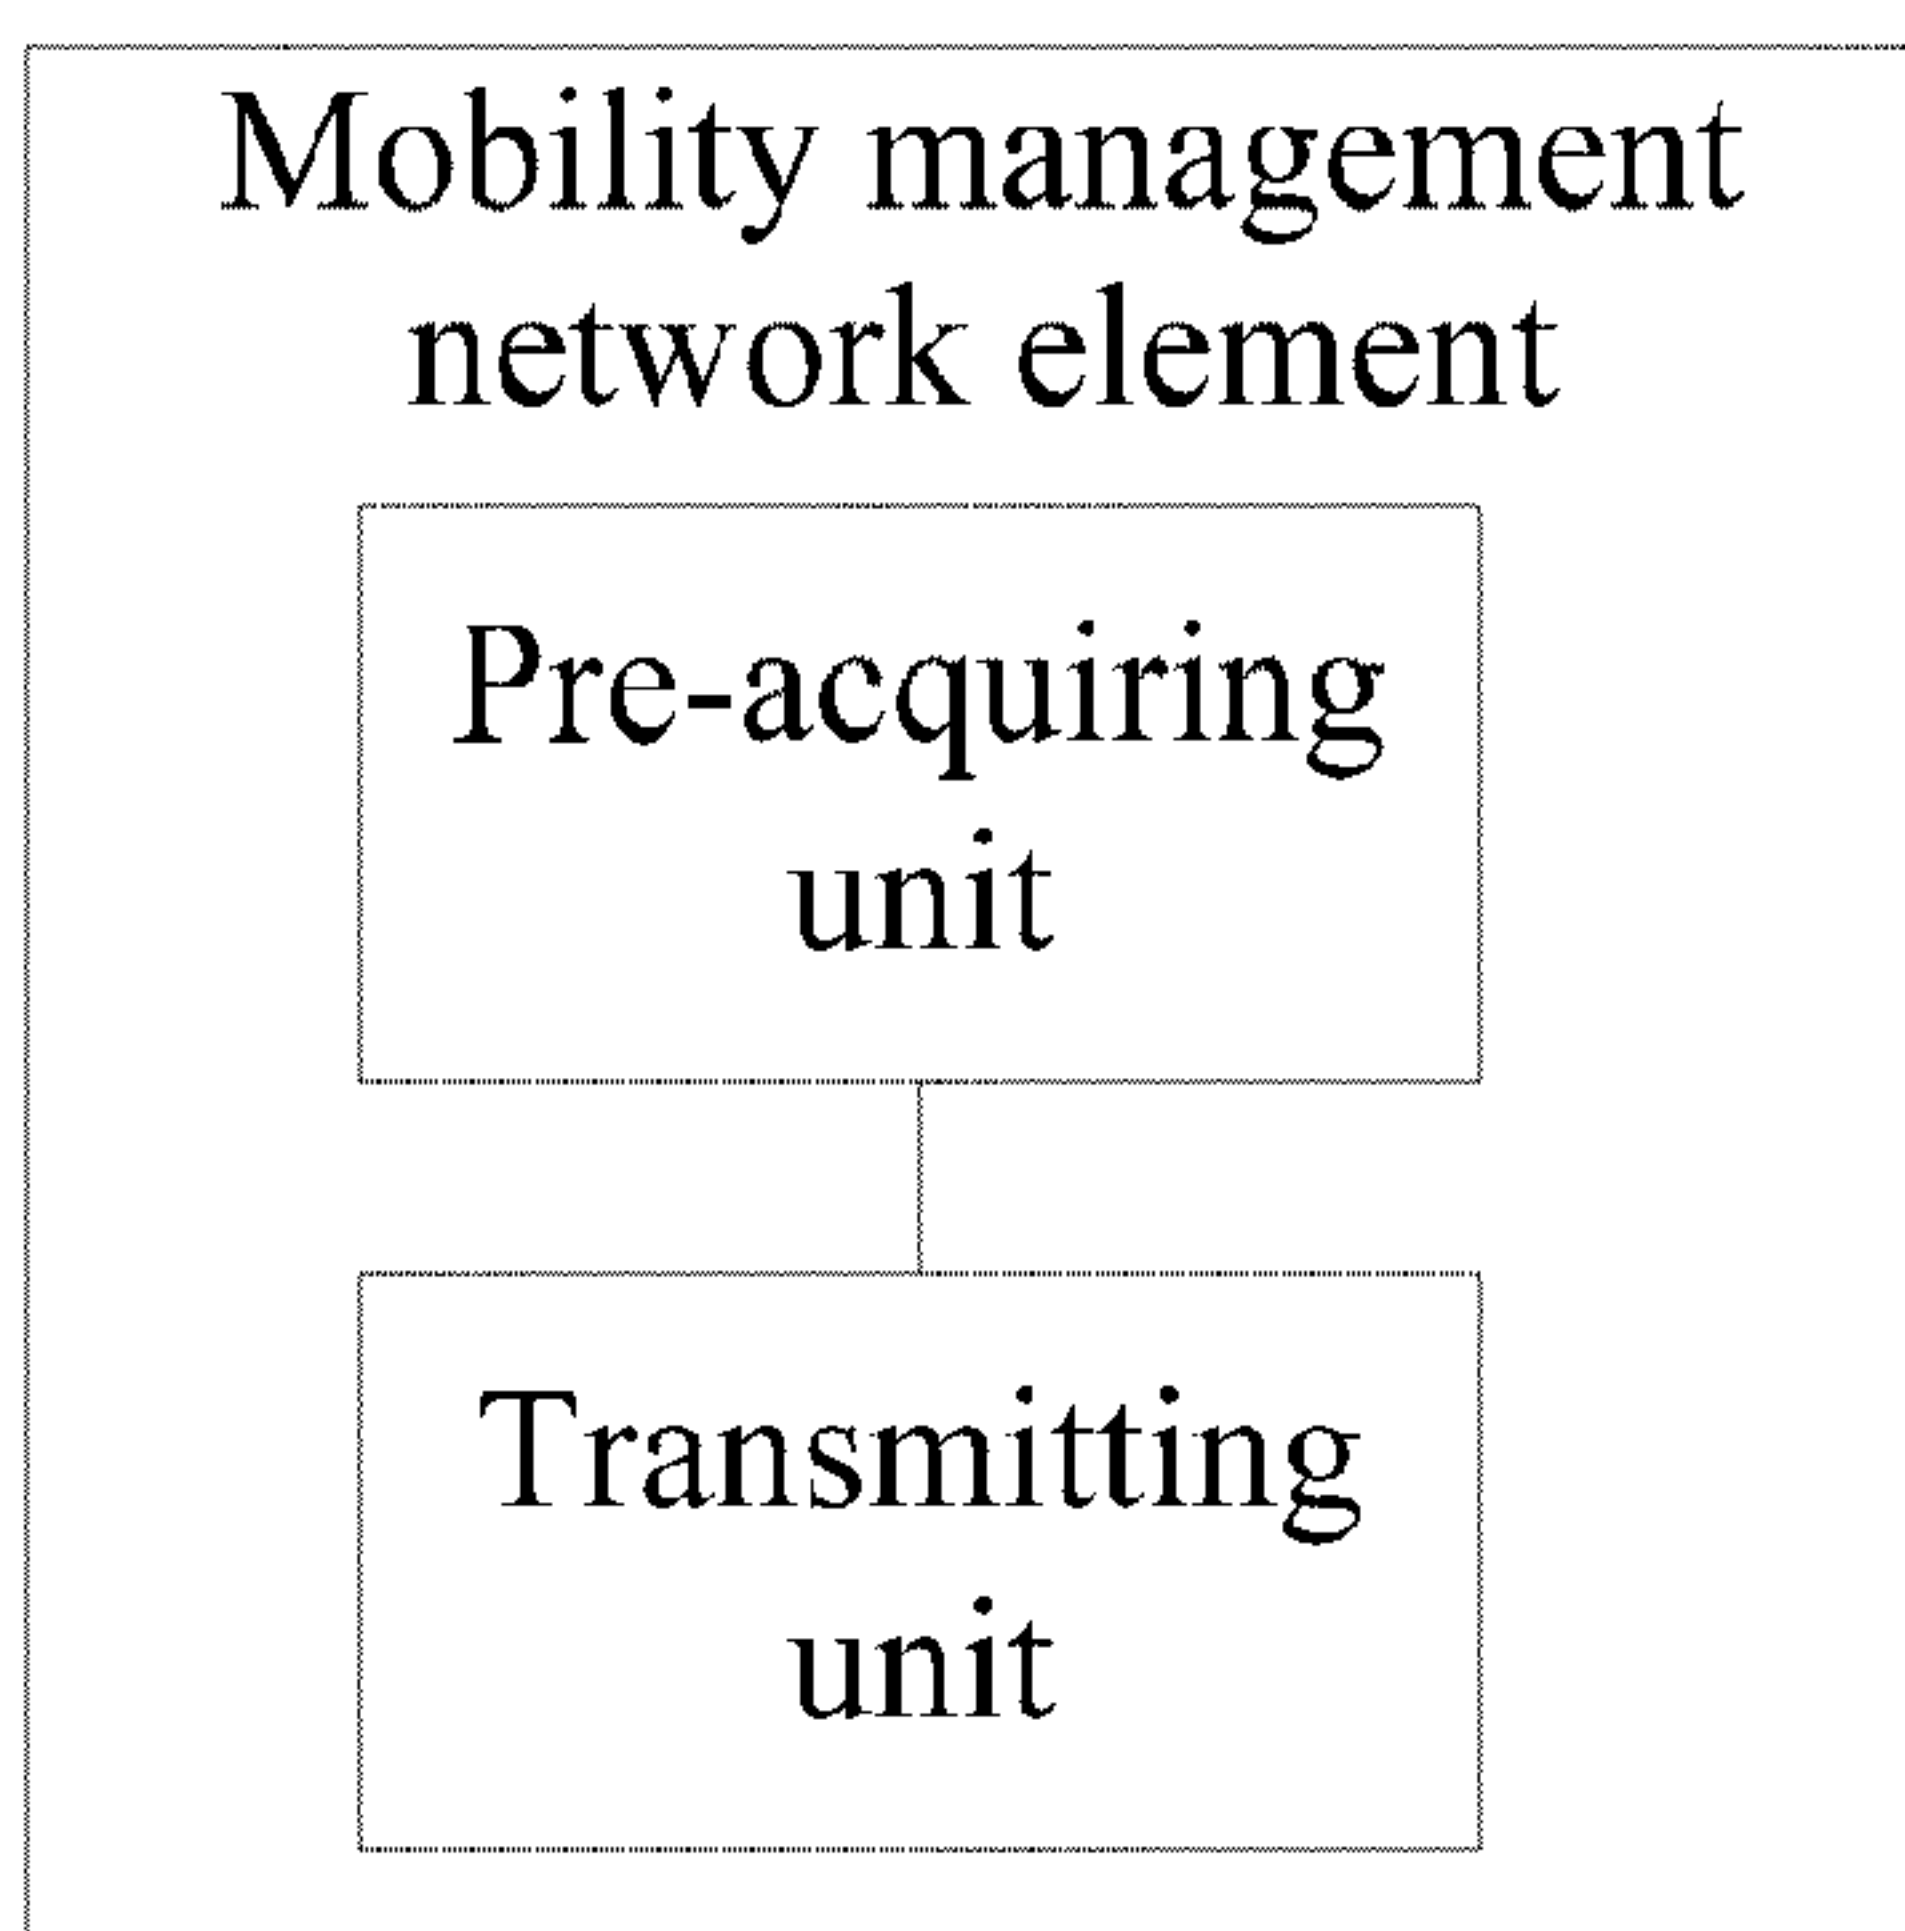 Mobility management
network element
Pre-acquiring
unit
Transmitting
unit